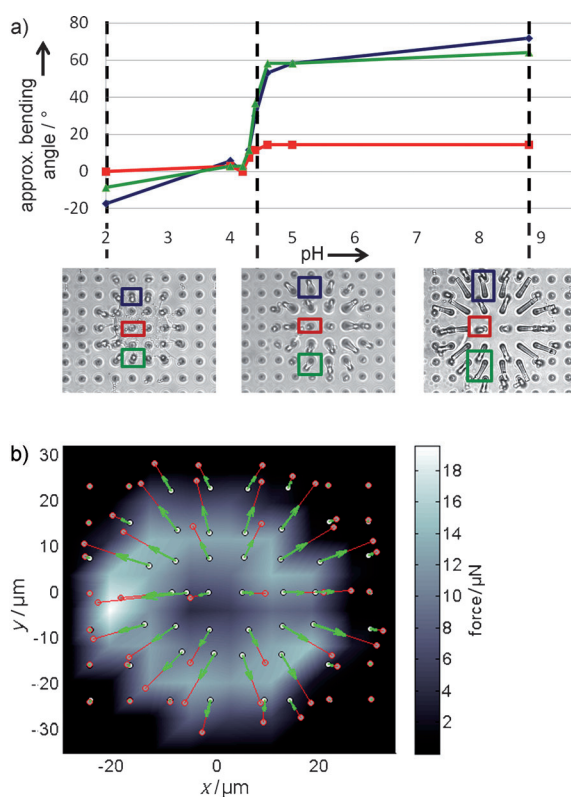 a)
approx. bending
angle / °
80
60
40
20
0
-20
2 3 4 5 6 7 8 9
pH
b)
30
20
10
0
-10
-20
-30
y / µm
-20 0 20
x / µm
18
16
14
12
10
8
6
4
2
force / µN